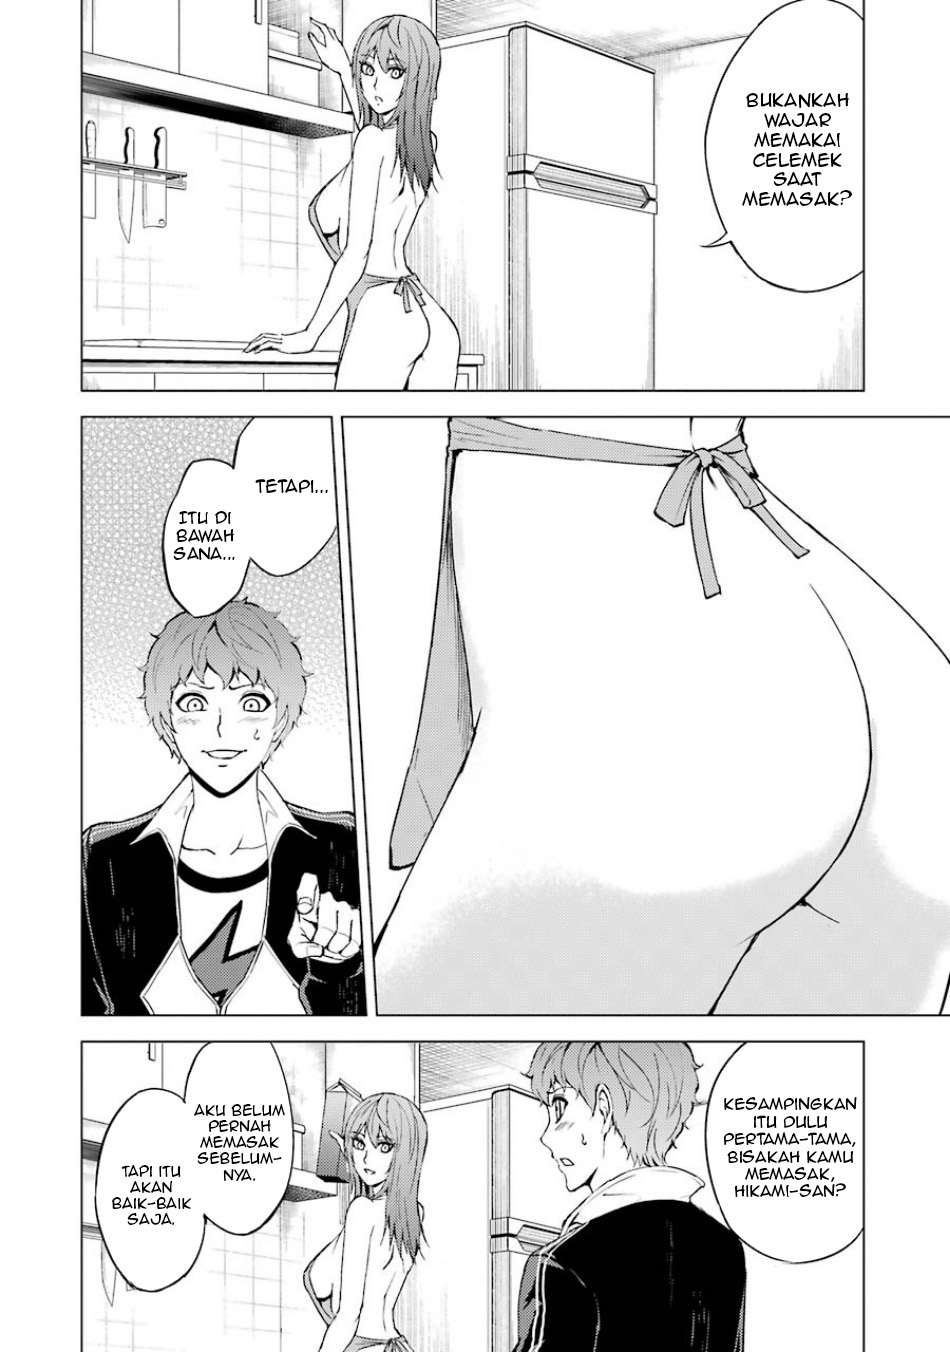 BUKANKAH
WAJAR
MEMAKAI
CELEMEK
SAAT
MEMASAK?
TETAPI...
ITU DI
BAWAH
SANA...
KESAMPINGKAN
ITU DULU
PERTAMA-TAMA,
BISAKAH KAMU
MEMASAK,
HIKAMI-SAN?
AKU BELUM
PERNAH
MEMASAK
SEBELUM-
NYA.
TAPI ITU
AKAN
BAIK-BAIK
SAJA.